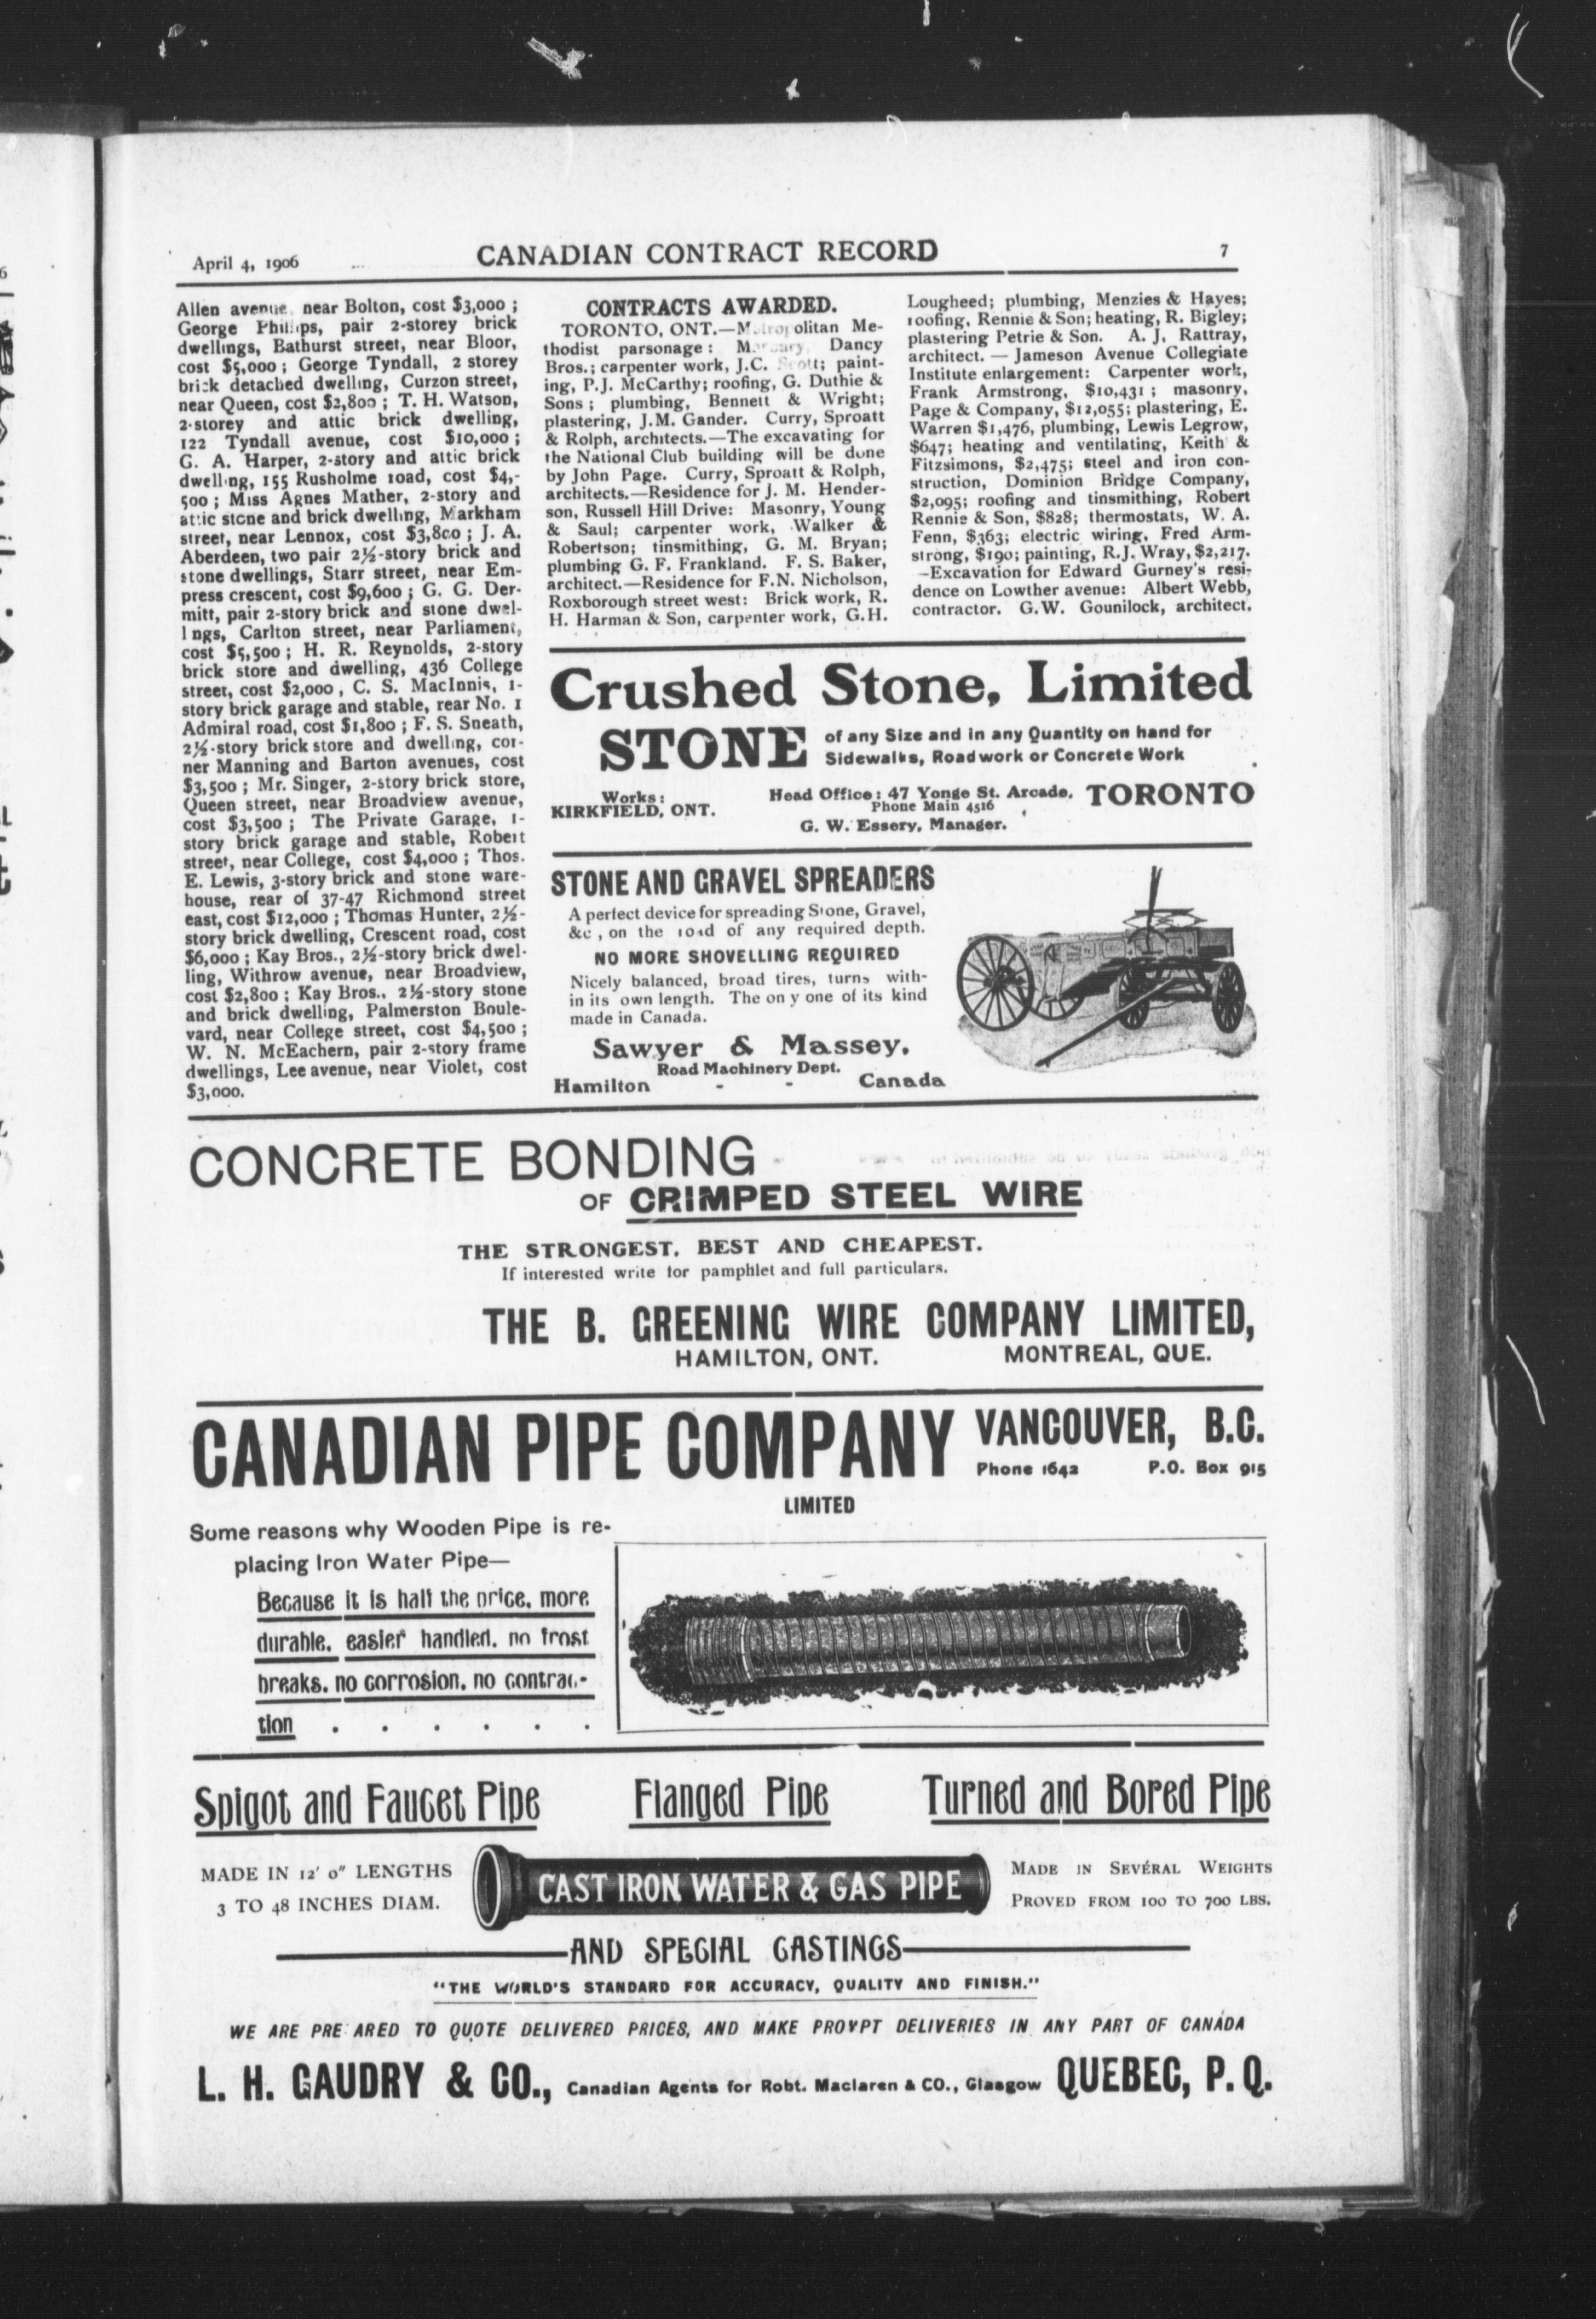 April 4, 1906
CANADIAN CONTRACT RECORD
7
Allen avenue near Bolton, cost $3,000 ;
George Phillips, pair 2-storey brick
dwellings, Bathurst street, near Bloor,
cost $5,000 ; George Tyndall, 2 storey
brick detached dwelling, Curzon street,
near Queen, cost $2,800 ; T. H. Watson,
2-storey and attic brick dwelling,
122 Tyndall avenue, cost $10,000 ;
G. A. Harper, 2-story and attic brick
dwelling, 155 Rusholme road, cost $4,-
500 ; Miss Agnes Mather, 2-story and
attic stone and brick dwelling, Markham
street, near Lennox, cost $3,800 ; J. A.
Aberdeen, two pair 2½-story brick and
stone dwellings, Starr street, near Em-
press crescent, cost $9,600 ; G. G. Der-
mitt, pair 2-story brick and stone dwel-
lings, Carlton street, near Parliament,
cost $5,500 ; H. R. Reynolds, 2-story
brick store and dwelling, 436 College
street, cost $2,000 , C. S. MacInnis, 1-
story brick garage and stable, rear No. 1
Admiral road, cost $1,800 ; F. S. Sneath,
2½-story brick store and dwelling, cor-
ner Manning and Barton avenues, cost
$3,500 ; Mr. Singer, 2-story brick store,
Queen street, near Broadview avenue,
cost $3,500 ; The Private Garage, 1-
story brick garage and stable, Robert
street, near College, cost $4,000 ; Thos.
E. Lewis, 3-story brick and stone ware-
house, rear of 37-47 Richmond street
east, cost $12,000 ; Thomas Hunter, 2½-
story brick dwelling, Crescent road, cost
$6,000 ; Kay Bros., 2½-story brick dwel-
ling, Withrow avenue, near Broadview,
cost $2,800 ; Kay Bros., 2½-story stone
and brick dwelling, Palmerston Boule-
vard, near College street, cost $4,500 ;
W. N. McEachern, pair 2-story frame
dwellings, Lee avenue, near Violet, cost
$3,000.
CONTRACTS AWARDED.
TORONTO, ONT.—Metropolitan Me-
thodist parsonage : Dancy
Bros.; carpenter work, J.C. Scott; paint-
ing, P.J. McCarthy; roofing, G. Duthie &
Sons ; plumbing, Bennett & Wright;
plastering, J.M. Gander. Curry, Sproatt
& Rolph, architects.—The excavating for
the National Club building will be done
by John Page. Curry, Sproatt & Rolph,
architects.—Residence for J. M. Hender-
son, Russell Hill Drive: Masonry, Young
& Saul; carpenter work, Walker &
Robertson; tinsmithing, G. M. Bryan;
plumbing G. F. Frankland. F. S. Baker,
architect.—Residence for F.N. Nicholson,
Roxborough street west: Brick work, R.
H. Harman & Son, carpenter work, G.H.
Lougheed; plumbing, Menzies & Hayes;
roofing, Rennie & Son; heating, R. Bigley;
plastering Petrie & Son. A. J. Rattray,
architect. — Jameson Avenue Collegiate
Institute enlargement: Carpenter work,
Frank Armstrong, $10,431 ; masonry,
Page & Company, $12,055; plastering, E.
Warren $1,476, plumbing, Lewis Legrow,
$647; heating and ventilating, Keith &
Fitzsimons, $2,475; steel and iron con-
struction, Dominion Bridge Company,
$2,095; roofing and tinsmithing, Robert
Rennie & Son, $828; thermostats, W. A.
Fenn, $363; electric wiring, Fred Arm-
strong, $190; painting, R.J. Wray, $2,217.
—Excavation for Edward Gurney's resi-
dence on Lowther avenue: Albert Webb,
contractor. G.W. Gounilock, architect.
Crushed Stone, Limited
STONE of any Size and in any Quantity on hand for
Sidewalks, Roadwork or Concrete Work
Works:
KIRKFIELD, ONT.
Head Office: 47 Yonge St. Arcade, TORONTO
Phone Main 4516
G. W. Essery, Manager.
STONE AND GRAVEL SPREADERS
A perfect device for spreading Stone, Gravel,
&c , on the road of any required depth.
NO MORE SHOVELLING REQUIRED
Nicely balanced, broad tires, turns with-
in its own length. The on y one of its kind
made in Canada.
Sawyer & Massey,
Road Machinery Dept.
Hamilton - - Canada
CONCRETE BONDING
OF CRIMPED STEEL WIRE
THE STRONGEST, BEST AND CHEAPEST.
If interested write for pamphlet and full particulars.
THE B. GREENING WIRE COMPANY LIMITED,
HAMILTON, ONT. MONTREAL, QUE.
CANADIAN PIPE COMPANY VANCOUVER, B.C.
Phone 1642 P.O. Box 915
LIMITED
Some reasons why Wooden Pipe is re-
placing Iron Water Pipe—
Because it is half the price, more
durable, easier handled, no frost
breaks, no corrosion, no contrac-
tion . . . . . .
Spigot and Faucet Pipe Flanged Pipe Turned and Bored Pipe
MADE IN 12' 0" LENGTHS
3 TO 48 INCHES DIAM.
CAST IRON WATER & GAS PIPE
MADE IN SEVÉRAL WEIGHTS
PROVED FROM 100 TO 700 LBS.
AND SPECIAL CASTINGS
"THE WORLD'S STANDARD FOR ACCURACY, QUALITY AND FINISH."
WE ARE PRE ARED TO QUOTE DELIVERED PRICES, AND MAKE PROVPT DELIVERIES IN ANY PART OF CANADA
L. H. GAUDRY & CO., Canadian Agents for Robt. Maclaren & CO., Glasgow QUEBEC, P. Q.